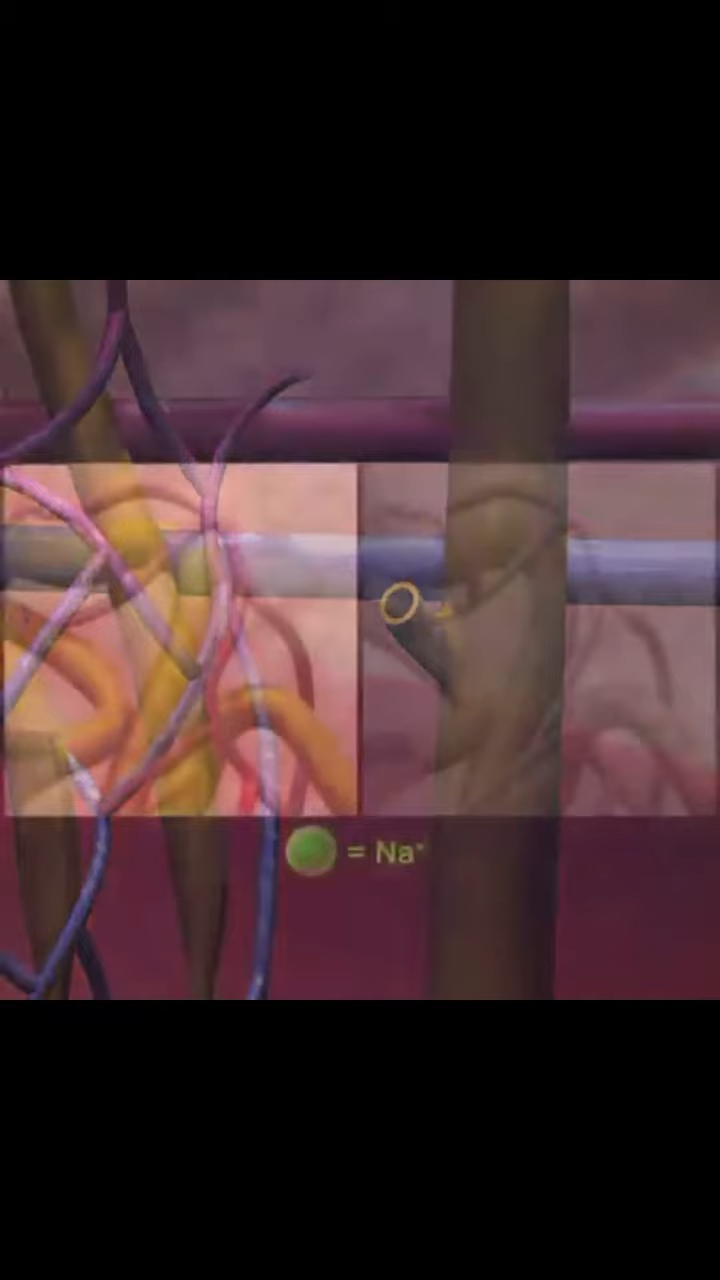 = Na⁺